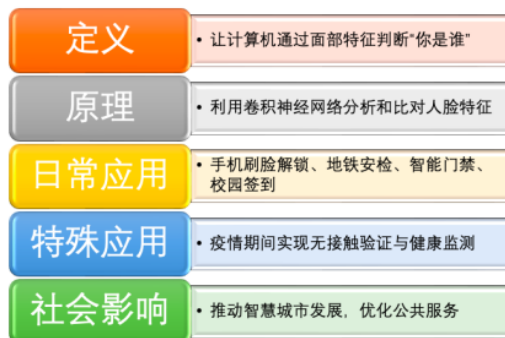 定义
• 让计算机通过面部特征判断“你是谁”
原理
• 利用卷积神经网络分析和比对人脸特征
日常应用
• 手机刷脸解锁、地铁安检、智能门禁、
校园签到
特殊应用
• 疫情期间实现无接触验证与健康监测
社会影响
• 推动智慧城市发展，优化公共服务